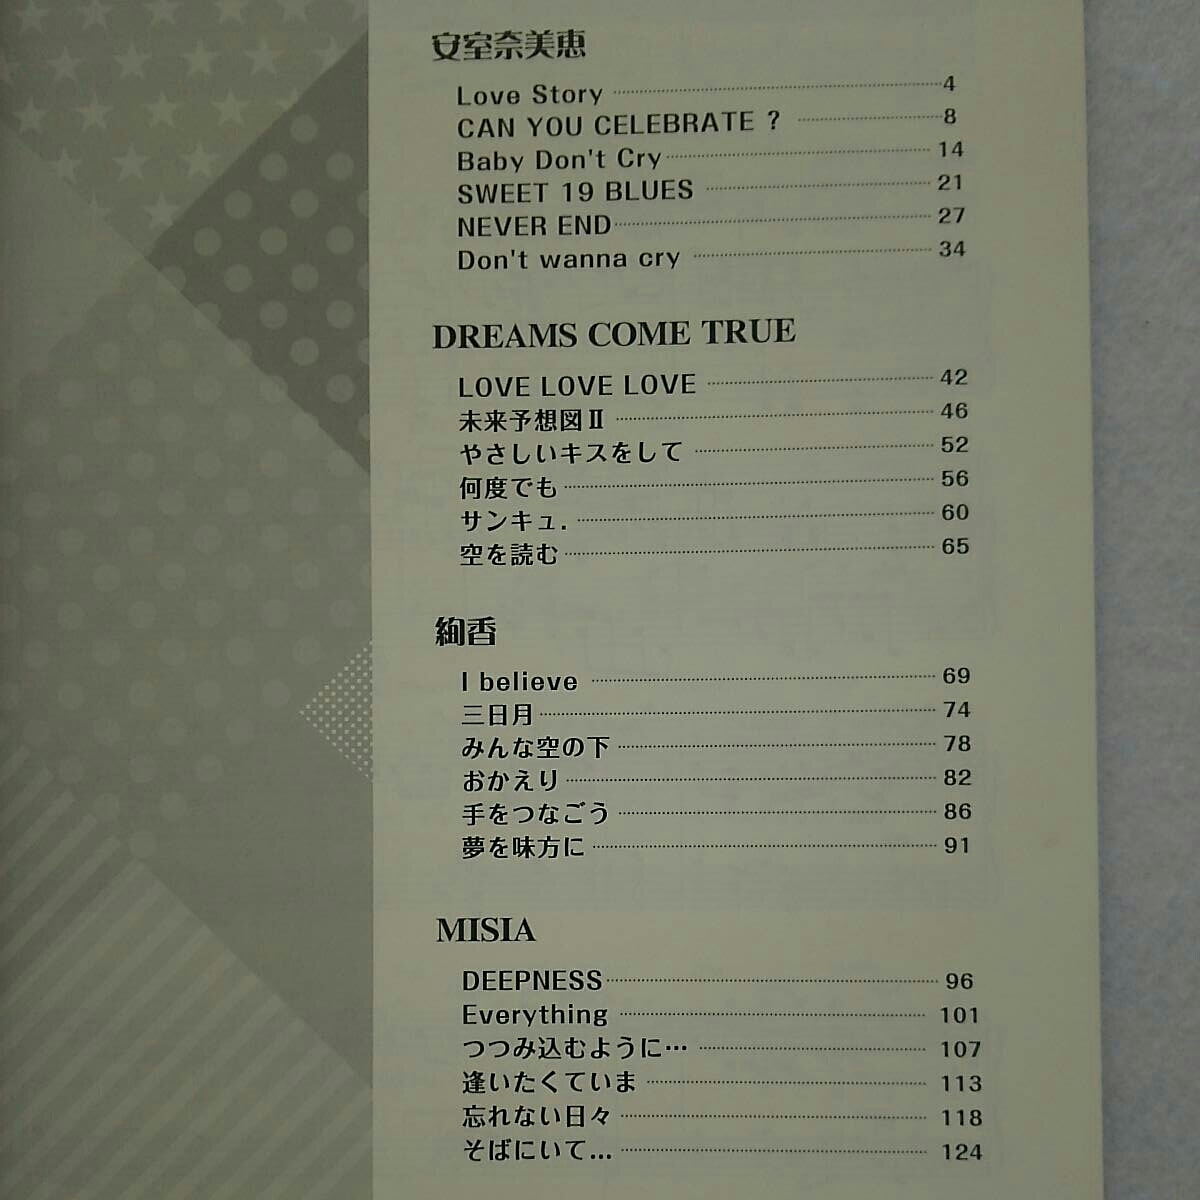 安室奈美恵
Love Story 4
CAN YOU CELEBRATE ? 8
Baby Don't Cry 14
SWEET 19 BLUES 21
NEVER END 27
Don't wanna cry 34
DREAMS COME TRUE
LOVE LOVE LOVE 42
未来予想図Ⅱ 46
やさしいキスをして 52
何度でも 56
サンキュ. 60
空を読む 65
絢香
I believe 69
三日月 74
みんな空の下 78
おかえり 82
手をつなごう 86
夢を味方に 91
MISIA
DEEPNESS 96
Everything 101
つつみ込むように… 107
逢いたくていま 113
忘れない日々 118
そばにいて... 124